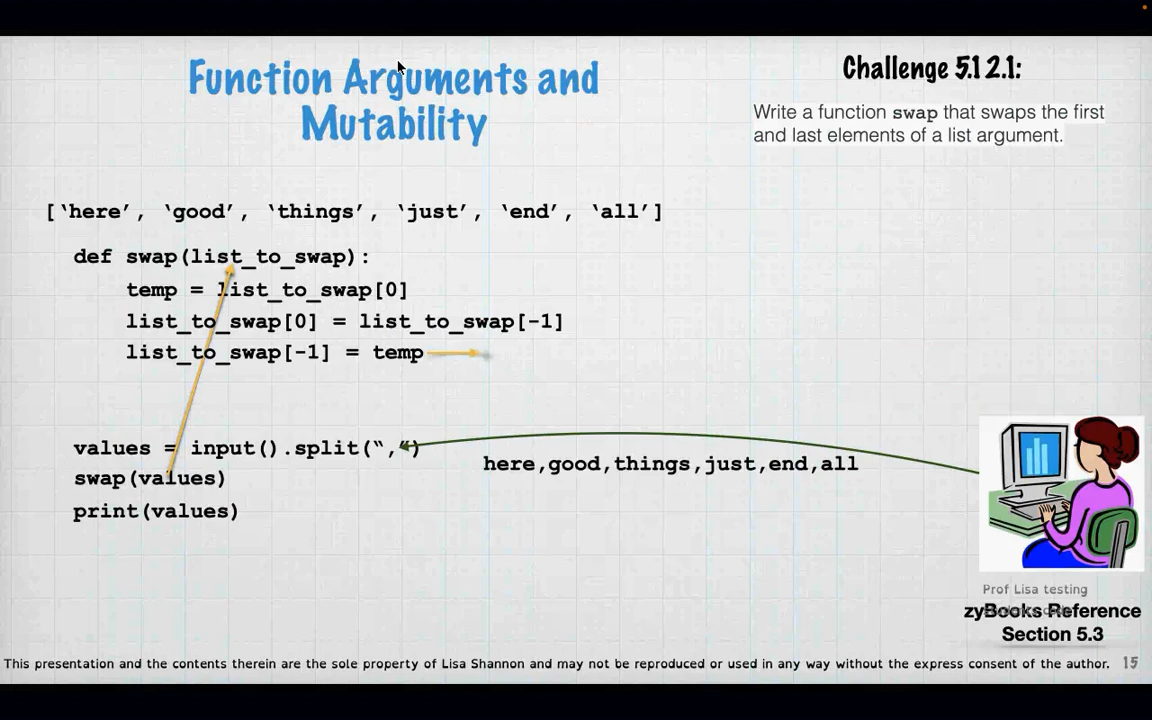 Function Arguments and
Mutability
Challenge 5.12.1:
Write a function swap that swaps the first
and last elements of a list argument.
[‘here’, ‘good’, ‘things’, ‘just’, ‘end’, ‘all’]
def swap(list_to_swap):
temp = list_to_swap[0]
list_to_swap[0] = list_to_swap[-1]
list_to_swap[-1] = temp
values = input().split(“,”)
swap(values)
print(values)
here,good,things,just,end,all
Prof Lisa testing
zyBooks Reference
Section 5.3
This presentation and the contents therein are the sole property of Lisa Shannon and may not be reproduced or used in any way without the express consent of the author. 15